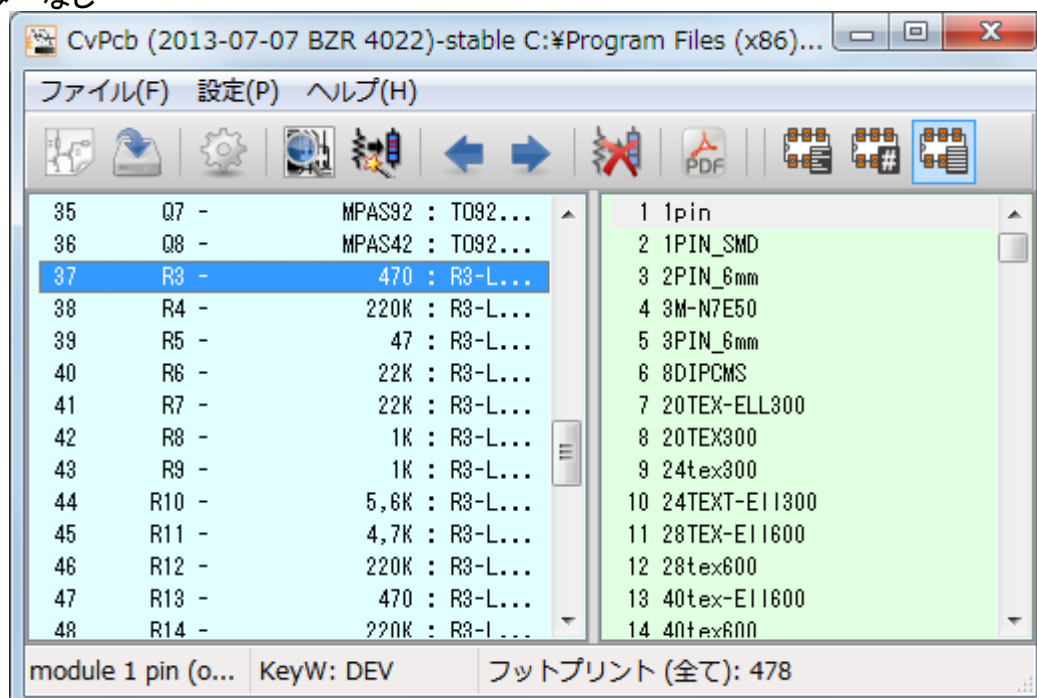 なし
CvPcb (2013-07-07 BZR 4022)-stable C:¥Program Files (x86)...
ファイル(F) 設定(P) ヘルプ(H)
PDF
#
35 Q7 - MPAS92 : TO92...
36 Q8 - MPAS42 : TO92...
37 R3 - 470 : R3-L...
38 R4 - 220K : R3-L...
39 R5 - 47 : R3-L...
40 R6 - 22K : R3-L...
41 R7 - 22K : R3-L...
42 R8 - 1K : R3-L...
43 R9 - 1K : R3-L...
44 R10 - 5,6K : R3-L...
45 R11 - 4,7K : R3-L...
46 R12 - 220K : R3-L...
47 R13 - 470 : R3-L...
48 R14 - 220K : R3-L...
1 1pin
2 1PIN_SMD
3 2PIN_6mm
4 3M-N7E50
5 3PIN_6mm
6 8DIPCMS
7 20TEX-ELL300
8 20TEX300
9 24tex300
10 24TEXT-Ell300
11 28TEX-Ell600
12 28tex600
13 40tex-Ell600
14 40tex600
module 1 pin (o... KeyW: DEV フットプリント (全て): 478